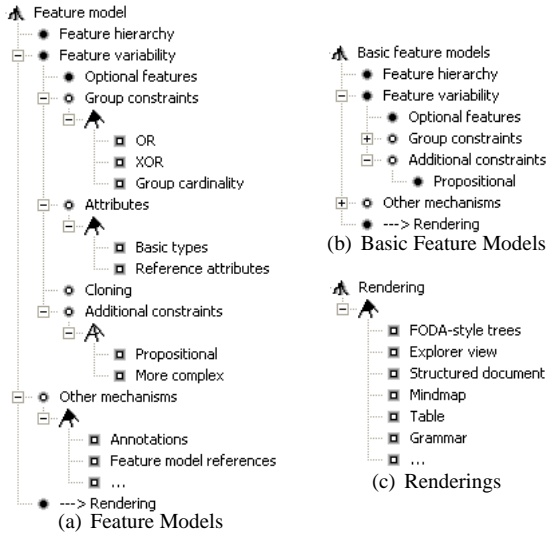 Feature model
Feature hierarchy
Feature variability
Optional features
Group constraints
OR
XOR
Group cardinality
Attributes
Basic types
Reference attributes
Cloning
Additional constraints
Propositional
More complex
Other mechanisms
Annotations
Feature model references
...
---> Rendering
(a) Feature Models
Basic feature models
Feature hierarchy
Feature variability
Optional features
Group constraints
Additional constraints
Propositional
Other mechanisms
---> Rendering
(b) Basic Feature Models
Rendering
FODA-style trees
Explorer view
Structured document
Mindmap
Table
Grammar
...
(c) Renderings